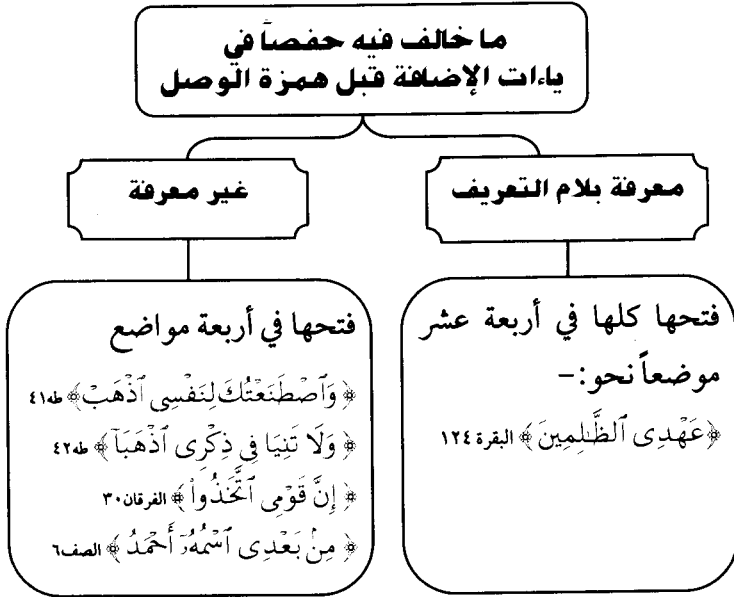 ما خالف فيه حفصاً في
ياءات الإضافة قبل همزة الوصل
معرفة بلام التعريف
غير معرفة
فتحها كلها في أربعة عشر
موضعاً نحو:-
﴿عَهْدِى ٱلظَّـٰلِمِينَ﴾ البقرة ١٢٤
فتحها في أربعة مواضع
﴿وَٱصْطَنَعْتُكَ لِنَفْسِى ٱذْهَبْ﴾ طه٤١
﴿وَلَا تَنِيَا فِى ذِكْرِى ٱذْهَبَآ﴾ طه٤٢
﴿إِنَّ قَوْمِى ٱتَّخَذُوا۟﴾ الفرقان٣٠
﴿مِنۢ بَعْدِى ٱسْمُهُۥٓ أَحْمَدُ﴾ الصف٦